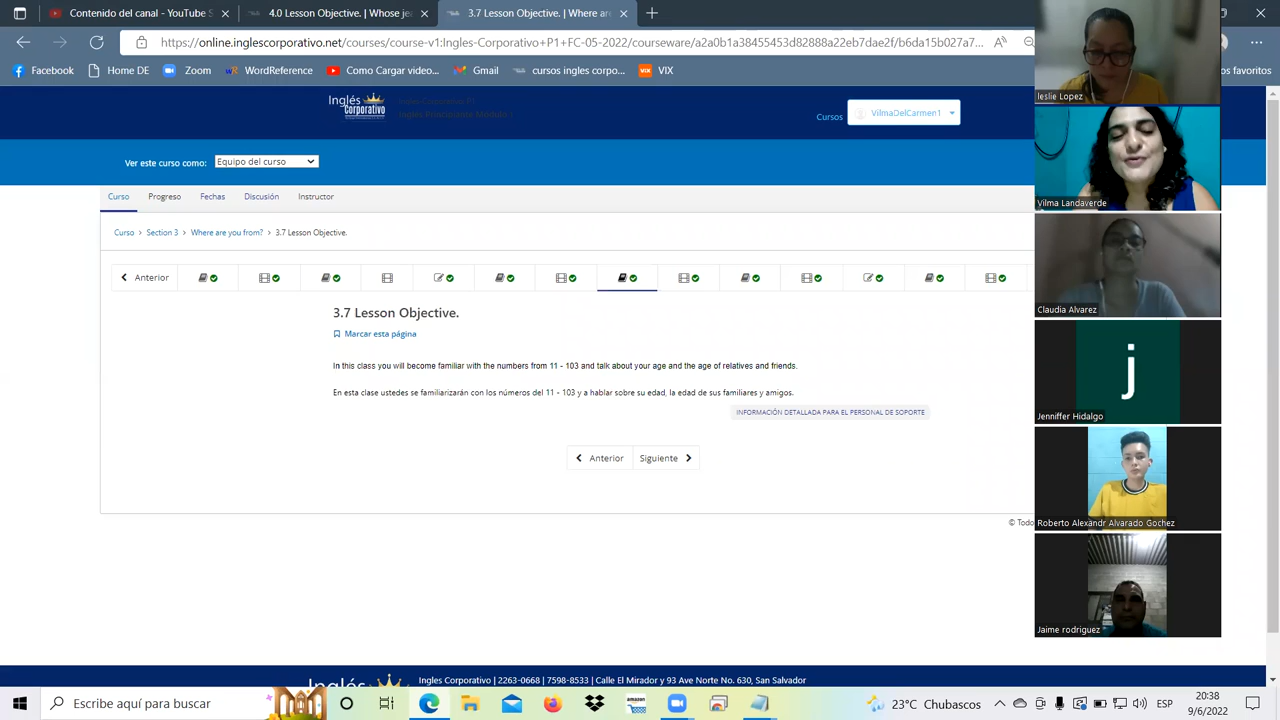 canal de contenido - YouTube S
4.0 Lesson Objective. | Whose je
3.7 Lesson Objective. | Where ar
https://online.inglescorporativo.net/courses/course-v1:Ingles-Corporativo+P1+FC-05-2022/courseware/a2a0b1a38455453d82888a22eb7dae2f/b6da15b027a7...
Facebook
Zoom
WordReference
Como Cargar video...
Gmail
cursos ingles corpo...
VIX
os favoritos
Inglés Corporativo
Ingles Corporativo P1
Cursos
VilmaDelCarmen1
Ver este curso como:
Equipo del curso
Curso
Progreso
Fechas
Discusión
Instructor
Curso > Section 3 > Where are you from? > 3.7 Lesson Objective.
Anterior
3.7 Lesson Objective.
Marcar esta página
In this class you will become familiar with the numbers from 11 - 103 and talk about your age and the age of relatives and friends.
En esta clase ustedes se familiarizarán con los números del 11 - 103 y a hablar sobre su edad, la edad de sus familiares y amigos.
INFORMACIÓN DETALLADA PARA EL PERSONAL DE SOPORTE
Anterior
Siguiente
© Todo
Inglés
Ingles Corporativo | 2263-0668 | 7598-8533 | Calle El Mirador y 93 Ave Norte No. 630, San Salvador
leslie Lopez
Vilma Landaverde
Claudia Alvarez
j
Jenniffer Hidalgo
Roberto Alexandr Alvarado Gochez
Jaime rodriguez
Escribe aquí para buscar
amazon
23°C Chubascos
ESP
20:38
9/6/2022